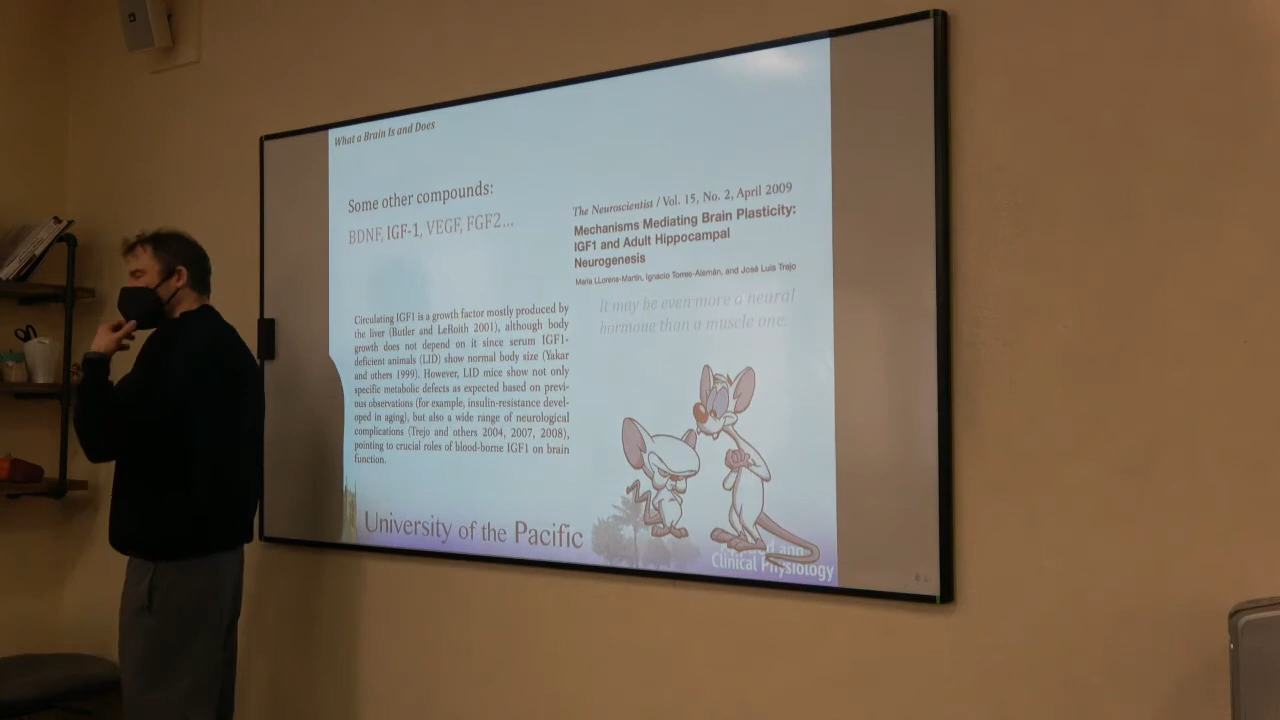 What a Brain Is and Does
Some other compounds:
BDNF, IGF-1, VEGF, FGF2...
The Neuroscientist / Vol. 15, No. 2, April 2009
Mechanisms Mediating Brain Plasticity:
IGF1 and Adult Hippocampal
Neurogenesis
María LLorens-Martín, Ignacio Torres-Alemán, and José Luis Trejo
It may be even more a neural
hormone than a muscle one.
Circulating IGF1 is a growth factor mostly produced by
the liver (Butler and LeRoith 2001), although body
growth does not depend on it since serum IGF1-
deficient animals (LID) show normal body size (Yakar
and others 1999). However, LID mice show not only
specific metabolic defects as expected based on previ-
ous observations (for example, insulin-resistance devel-
oped in aging), but also a wide range of neurological
complications (Trejo and others 2004, 2007, 2008),
pointing to crucial roles of blood-borne IGF1 on brain
function.
University of the Pacific
and
Clinical Physiology